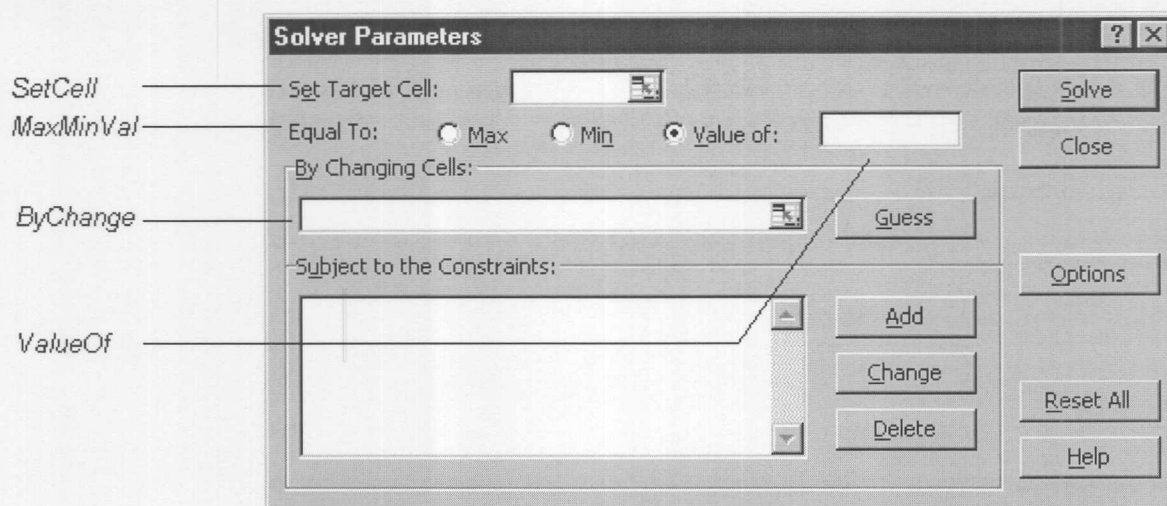 Solver Parameters ? X
SetCell Set Target Cell: Solve
MaxMinVal Equal To: Max Min Value of: Close
By Changing Cells:
ByChange Guess
Subject to the Constraints:
Options
Add
ValueOf
Change
Reset All
Delete
Help